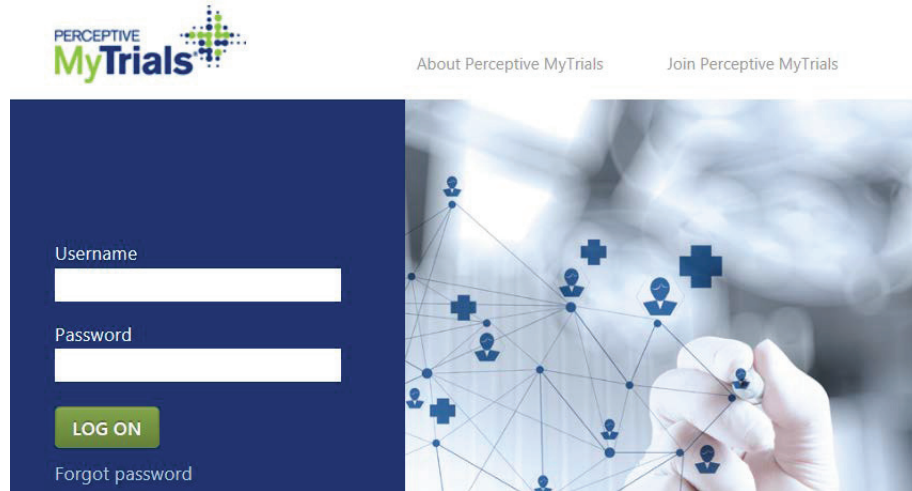 PERCEPTIVE
MyTrials
About Perceptive MyTrials
Join Perceptive MyTrials
Username
Password
LOG ON
Forgot password